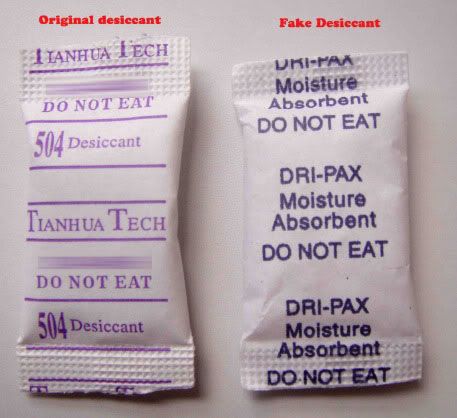 Original desiccant
TIANHUA TECH
DO NOT EAT
504 Desiccant
TIANHUA TECH
DO NOT EAT
504 Desiccant
Fake Desiccant
DRI-PAX
Moisture
Absorbent
DO NOT EAT
DRI-PAX
Moisture
Absorbent
DO NOT EAT
DRI-PAX
Moisture
Absorbent
DO NOT EAT